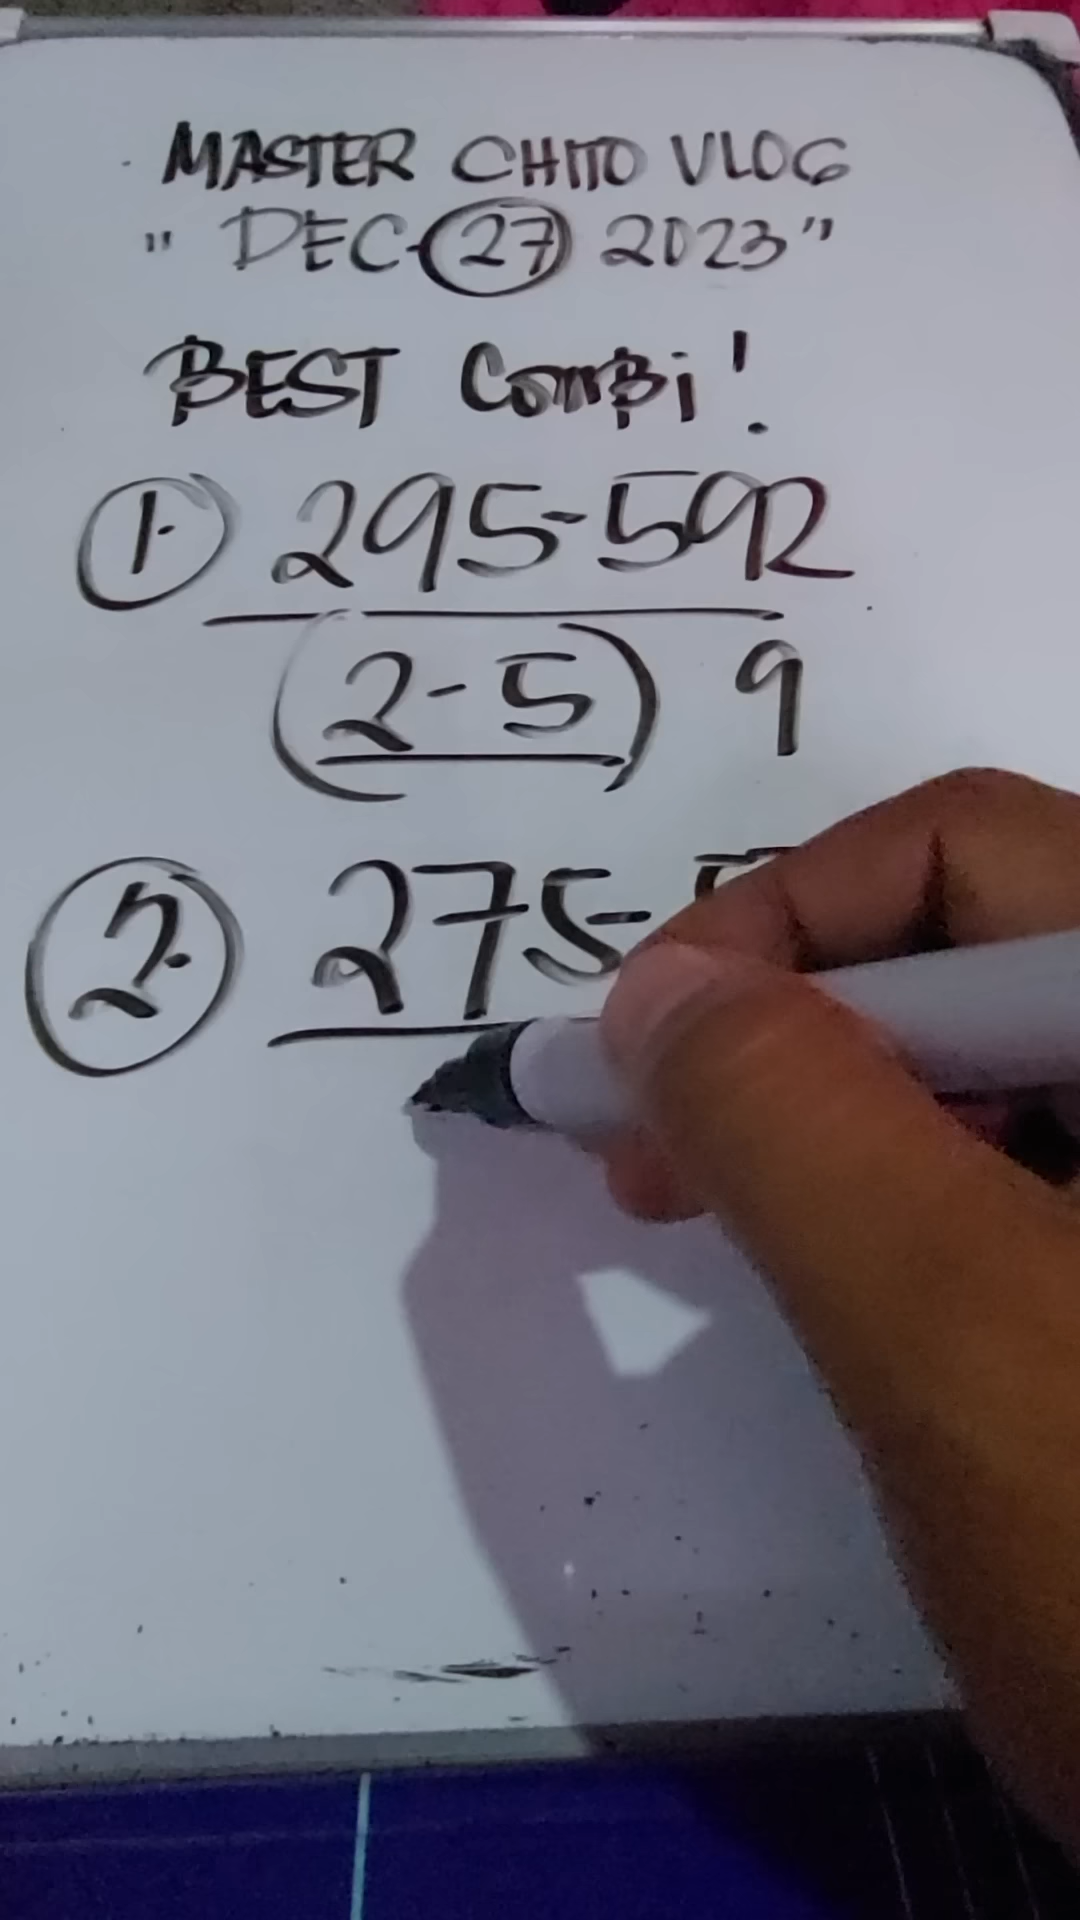 MASTER CHITO VLOG
" DEC-27 2023"
BEST ComBi!
1. 295-592
(2-5) 9
2. 275-